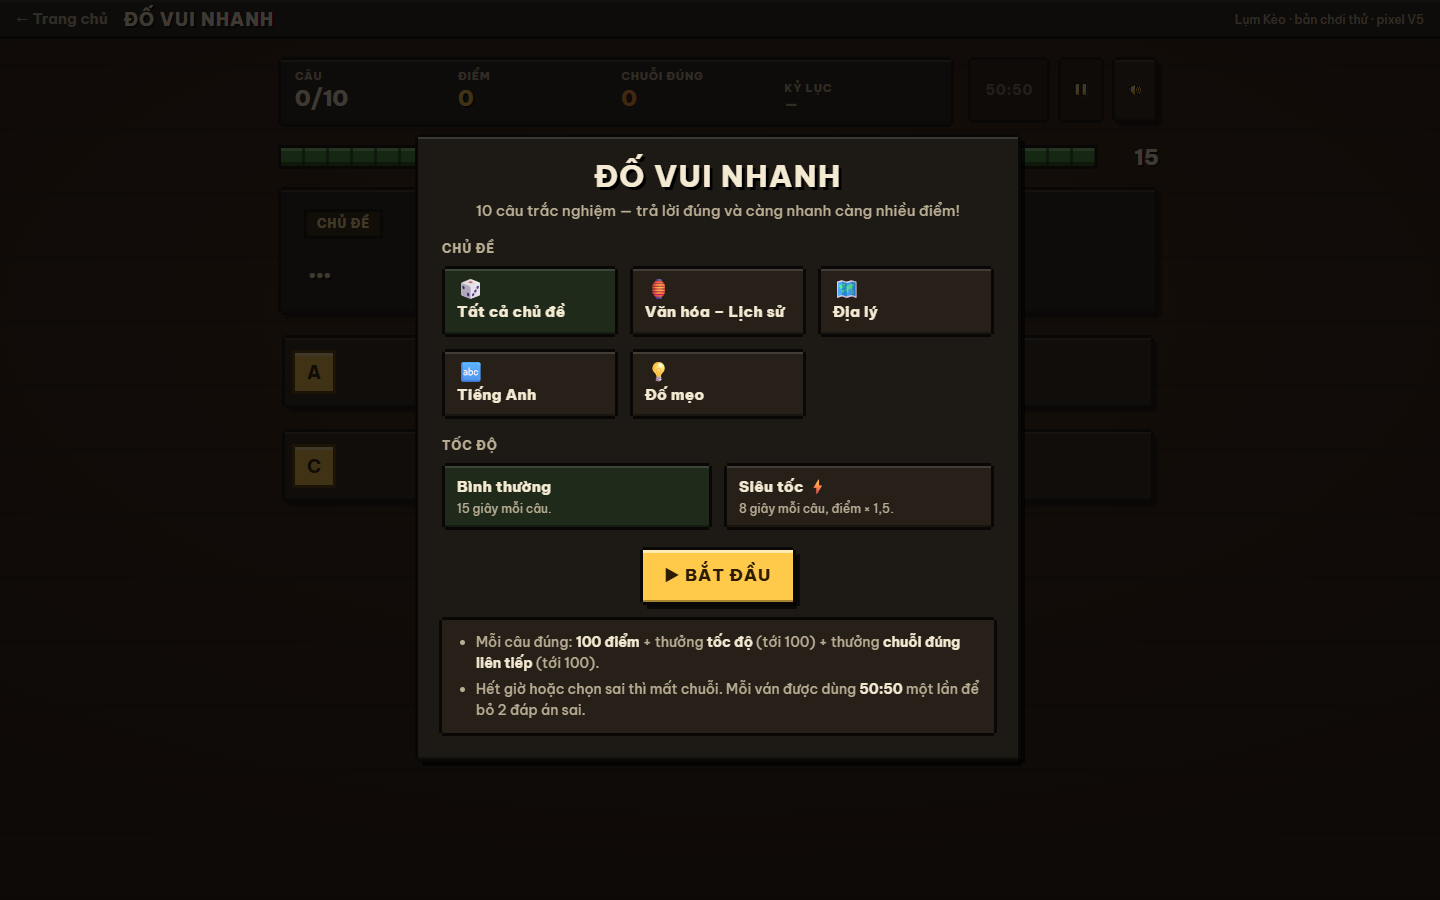 ← Trang chủ ĐỐ VUI NHANH
Lụm Kèo · bản chơi thử · pixel V5
CÂU
0/10
ĐIỂM
0
CHUỖI ĐÚNG
0
KỶ LỤC
—
50:50
15
CHỦ ĐỀ
...
A
C
ĐỐ VUI NHANH
10 câu trắc nghiệm — trả lời đúng và càng nhanh càng nhiều điểm!
CHỦ ĐỀ
Tất cả chủ đề
Văn hóa – Lịch sử
Địa lý
abc
Tiếng Anh
Đố mẹo
TỐC ĐỘ
Bình thường
15 giây mỗi câu.
Siêu tốc
8 giây mỗi câu, điểm × 1,5.
▶ BẮT ĐẦU
• Mỗi câu đúng: 100 điểm + thưởng tốc độ (tới 100) + thưởng chuỗi đúng
liên tiếp (tới 100).
• Hết giờ hoặc chọn sai thì mất chuỗi. Mỗi ván được dùng 50:50 một lần để
bỏ 2 đáp án sai.